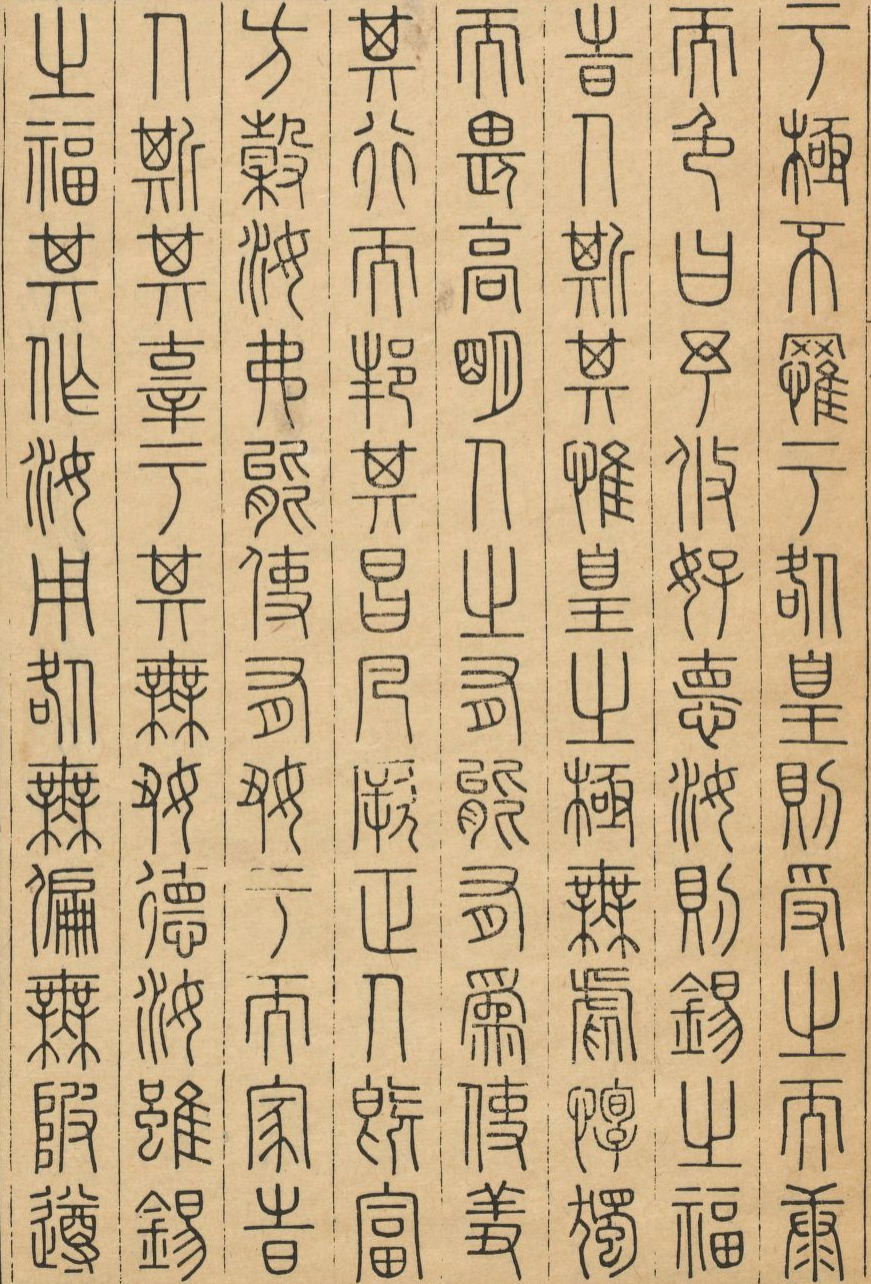 于極不罹于咎皇則受之而康
而色曰予攸好德汝則錫之福
時人斯其惟皇之極無虐惸獨
而畏高明人之有能有為使羞
其行而邦其昌凡厥正人既富
方穀汝弗能使有好于而家時
人斯其辜于其無好德汝雖錫
之福其作汝用咎無偏無陂遵